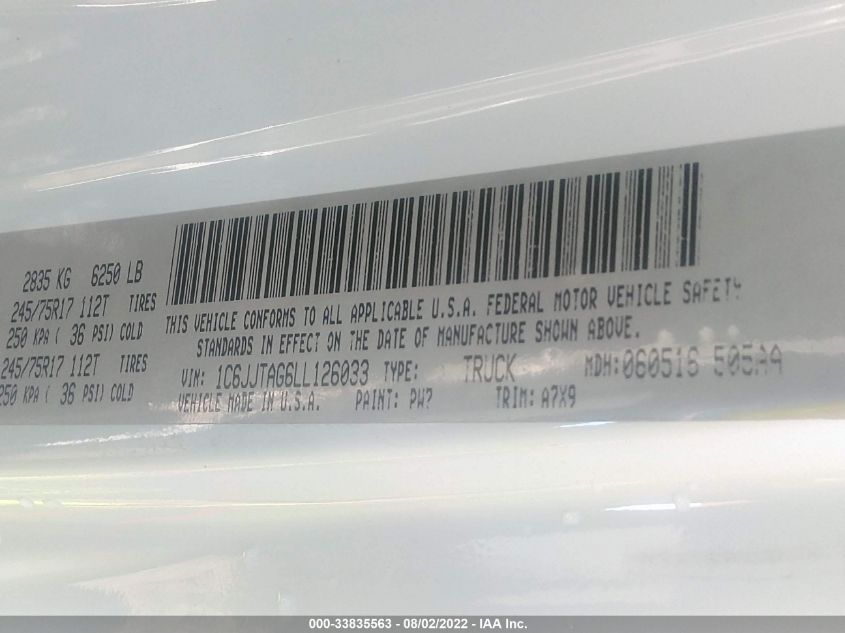 2835 KG 6250 LB
245/75R17 112T TIRES
250 KPA ( 36 PSI) COLD
245/75R17 112T TIRES
250 KPA ( 36 PSI) COLD
THIS VEHICLE CONFORMS TO ALL APPLICABLE U.S.A. FEDERAL MOTOR VEHICLE SAFETY
STANDARDS IN EFFECT ON THE DATE OF MANUFACTURE SHOWN ABOVE.
VIN: 1C6JJTAG6LL126033 TYPE: TRUCK MDH: 060516 505AA
VEHICLE MADE IN U.S.A. PAINT: PW7 TRIM: A7X9
000-33835563 - 08/02/2022 - IAA Inc.